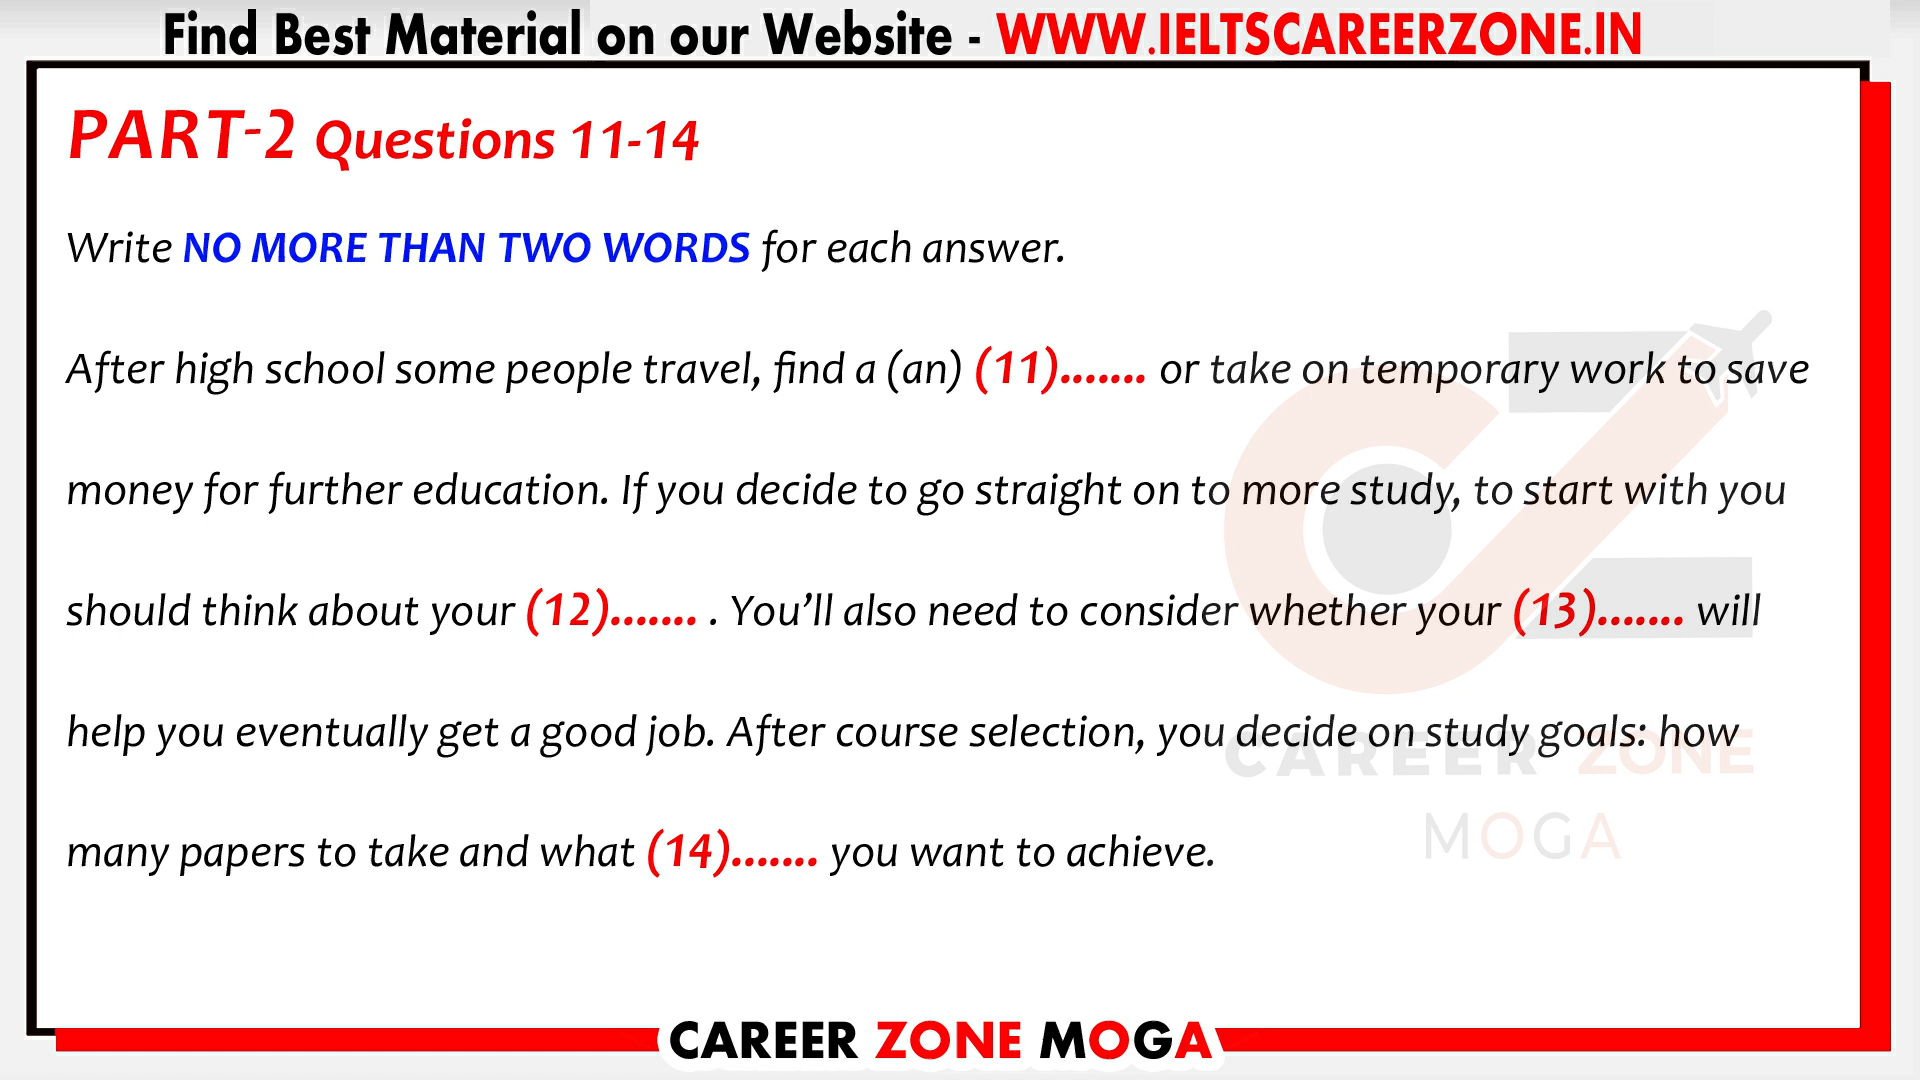 Find Best Material on our Website - WWW.IELTSCAREERZONE.IN
PART-2 Questions 11-14
Write NO MORE THAN TWO WORDS for each answer.
After high school some people travel, find a (an) (11)....... or take on temporary work to save
money for further education. If you decide to go straight on to more study, to start with you
should think about your (12)....... . You’ll also need to consider whether your (13)....... will
help you eventually get a good job. After course selection, you decide on study goals: how
CAREER ZONE
many papers to take and what (14)....... you want to achieve.
MOGA
CAREER ZONE MOGA